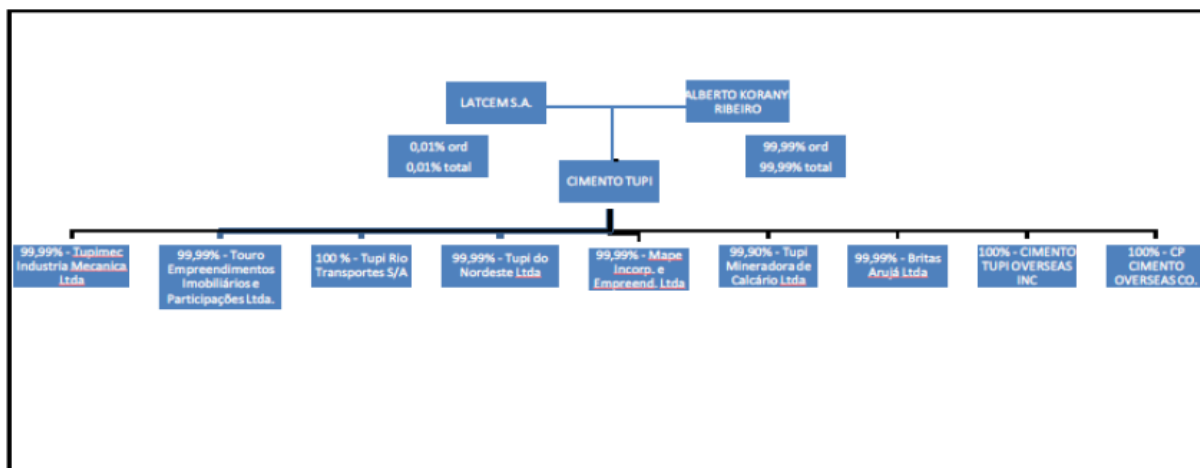 LATCEM S.A.
ALBERTO KORANY
RIBEIRO
0,01% ord
0,01% total
99,99% ord
99,99% total
CIMENTO TUPI
99,99% - Tupimec
Industria Mecanica
Ltda
99,99% - Touro
Empreendimentos
Imobiliários e
Participações Ltda.
100 % - Tupi Rio
Transportes S/A
99,99% - Tupi do
Nordeste Ltda
99,99% - Mape
Incorp. e
Empreend. Ltda
99,90% - Tupi
Mineradora de
Calcário Ltda
99,99% - Britas
Arujá Ltda
100% - CIMENTO
TUPI OVERSEAS
INC
100% - CP
CIMENTO
OVERSEAS CO.